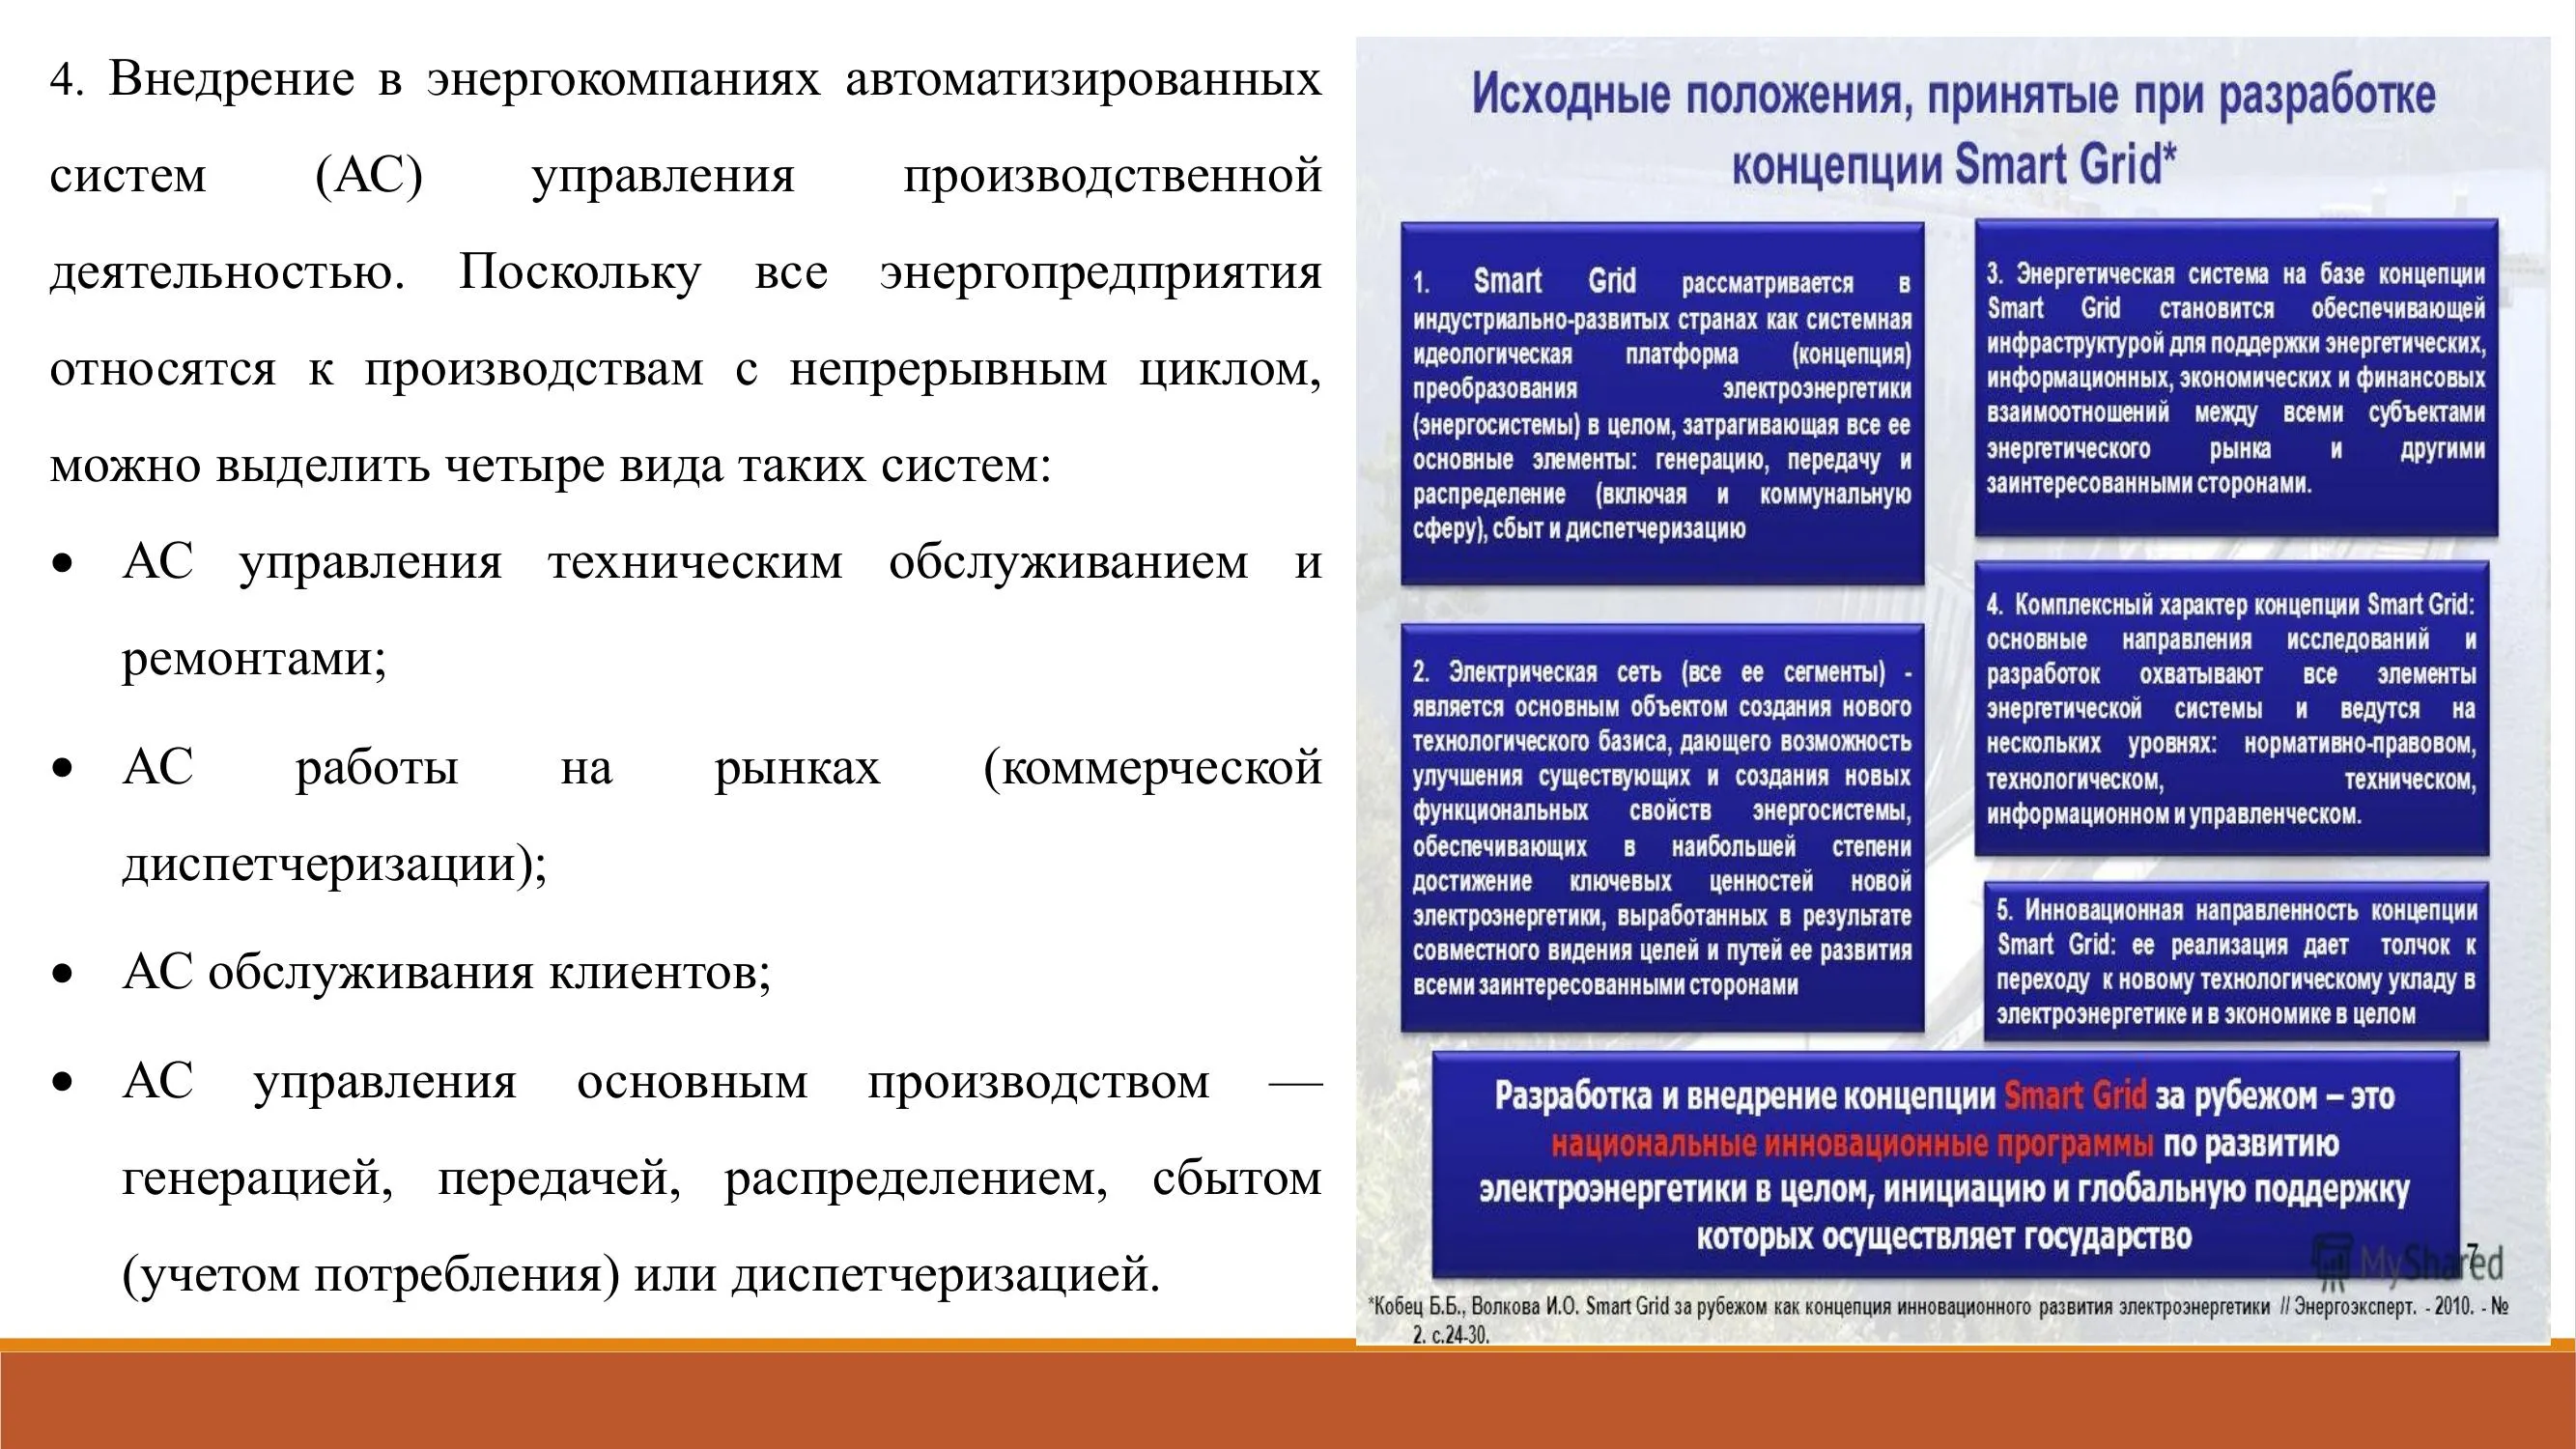 4. Внедрение в энергокомпаниях автоматизированных
систем (АС) управления производственной
деятельностью. Поскольку все энергопредприятия
относятся к производствам с непрерывным циклом,
можно выделить четыре вида таких систем:
• АС управления техническим обслуживанием и
ремонтами;
• АС работы на рынках (коммерческой
диспетчеризации);
• АС обслуживания клиентов;
• АС управления основным производством —
генерацией, передачей, распределением, сбытом
(учетом потребления) или диспетчеризацией.
Исходные положения, принятые при разработке
концепции Smart Grid*
1. Smart Grid рассматривается в
индустриально-развитых странах как системная
идеологическая платформа (концепция)
преобразования электроэнергетики
(энергосистемы) в целом, затрагивающая все ее
основные элементы: генерацию, передачу и
распределение (включая и коммунальную
сферу), сбыт и диспетчеризацию
2. Электрическая сеть (все ее сегменты) -
является основным объектом создания нового
технологического базиса, дающего возможность
улучшения существующих и создания новых
функциональных свойств энергосистемы,
обеспечивающих в наибольшей степени
достижение ключевых ценностей новой
электроэнергетики, выработанных в результате
совместного видения целей и путей ее развития
всеми заинтересованными сторонами
3. Энергетическая система на базе концепции
Smart Grid становится обеспечивающей
инфраструктурой для поддержки энергетических,
информационных, экономических и финансовых
взаимоотношений между всеми субъектами
энергетического рынка и другими
заинтересованными сторонами.
4. Комплексный характер концепции Smart Grid:
основные направления исследований и
разработок охватывают все элементы
энергетической системы и ведутся на
нескольких уровнях: нормативно-правовом,
технологическом, техническом,
информационном и управленческом.
5. Инновационная направленность концепции
Smart Grid: ее реализация дает толчок к
переходу к новому технологическому укладу в
электроэнергетике и в экономике в целом
Разработка и внедрение концепции Smart Grid за рубежом – это
национальные инновационные программы по развитию
электроэнергетики в целом, инициацию и глобальную поддержку
которых осуществляет государство
7
MyShared
*Кобец Б.Б., Волкова И.О. Smart Grid за рубежом как концепция инновационного развития электроэнергетики // Энергоэксперт. - 2010. - №
2. с.24-30.